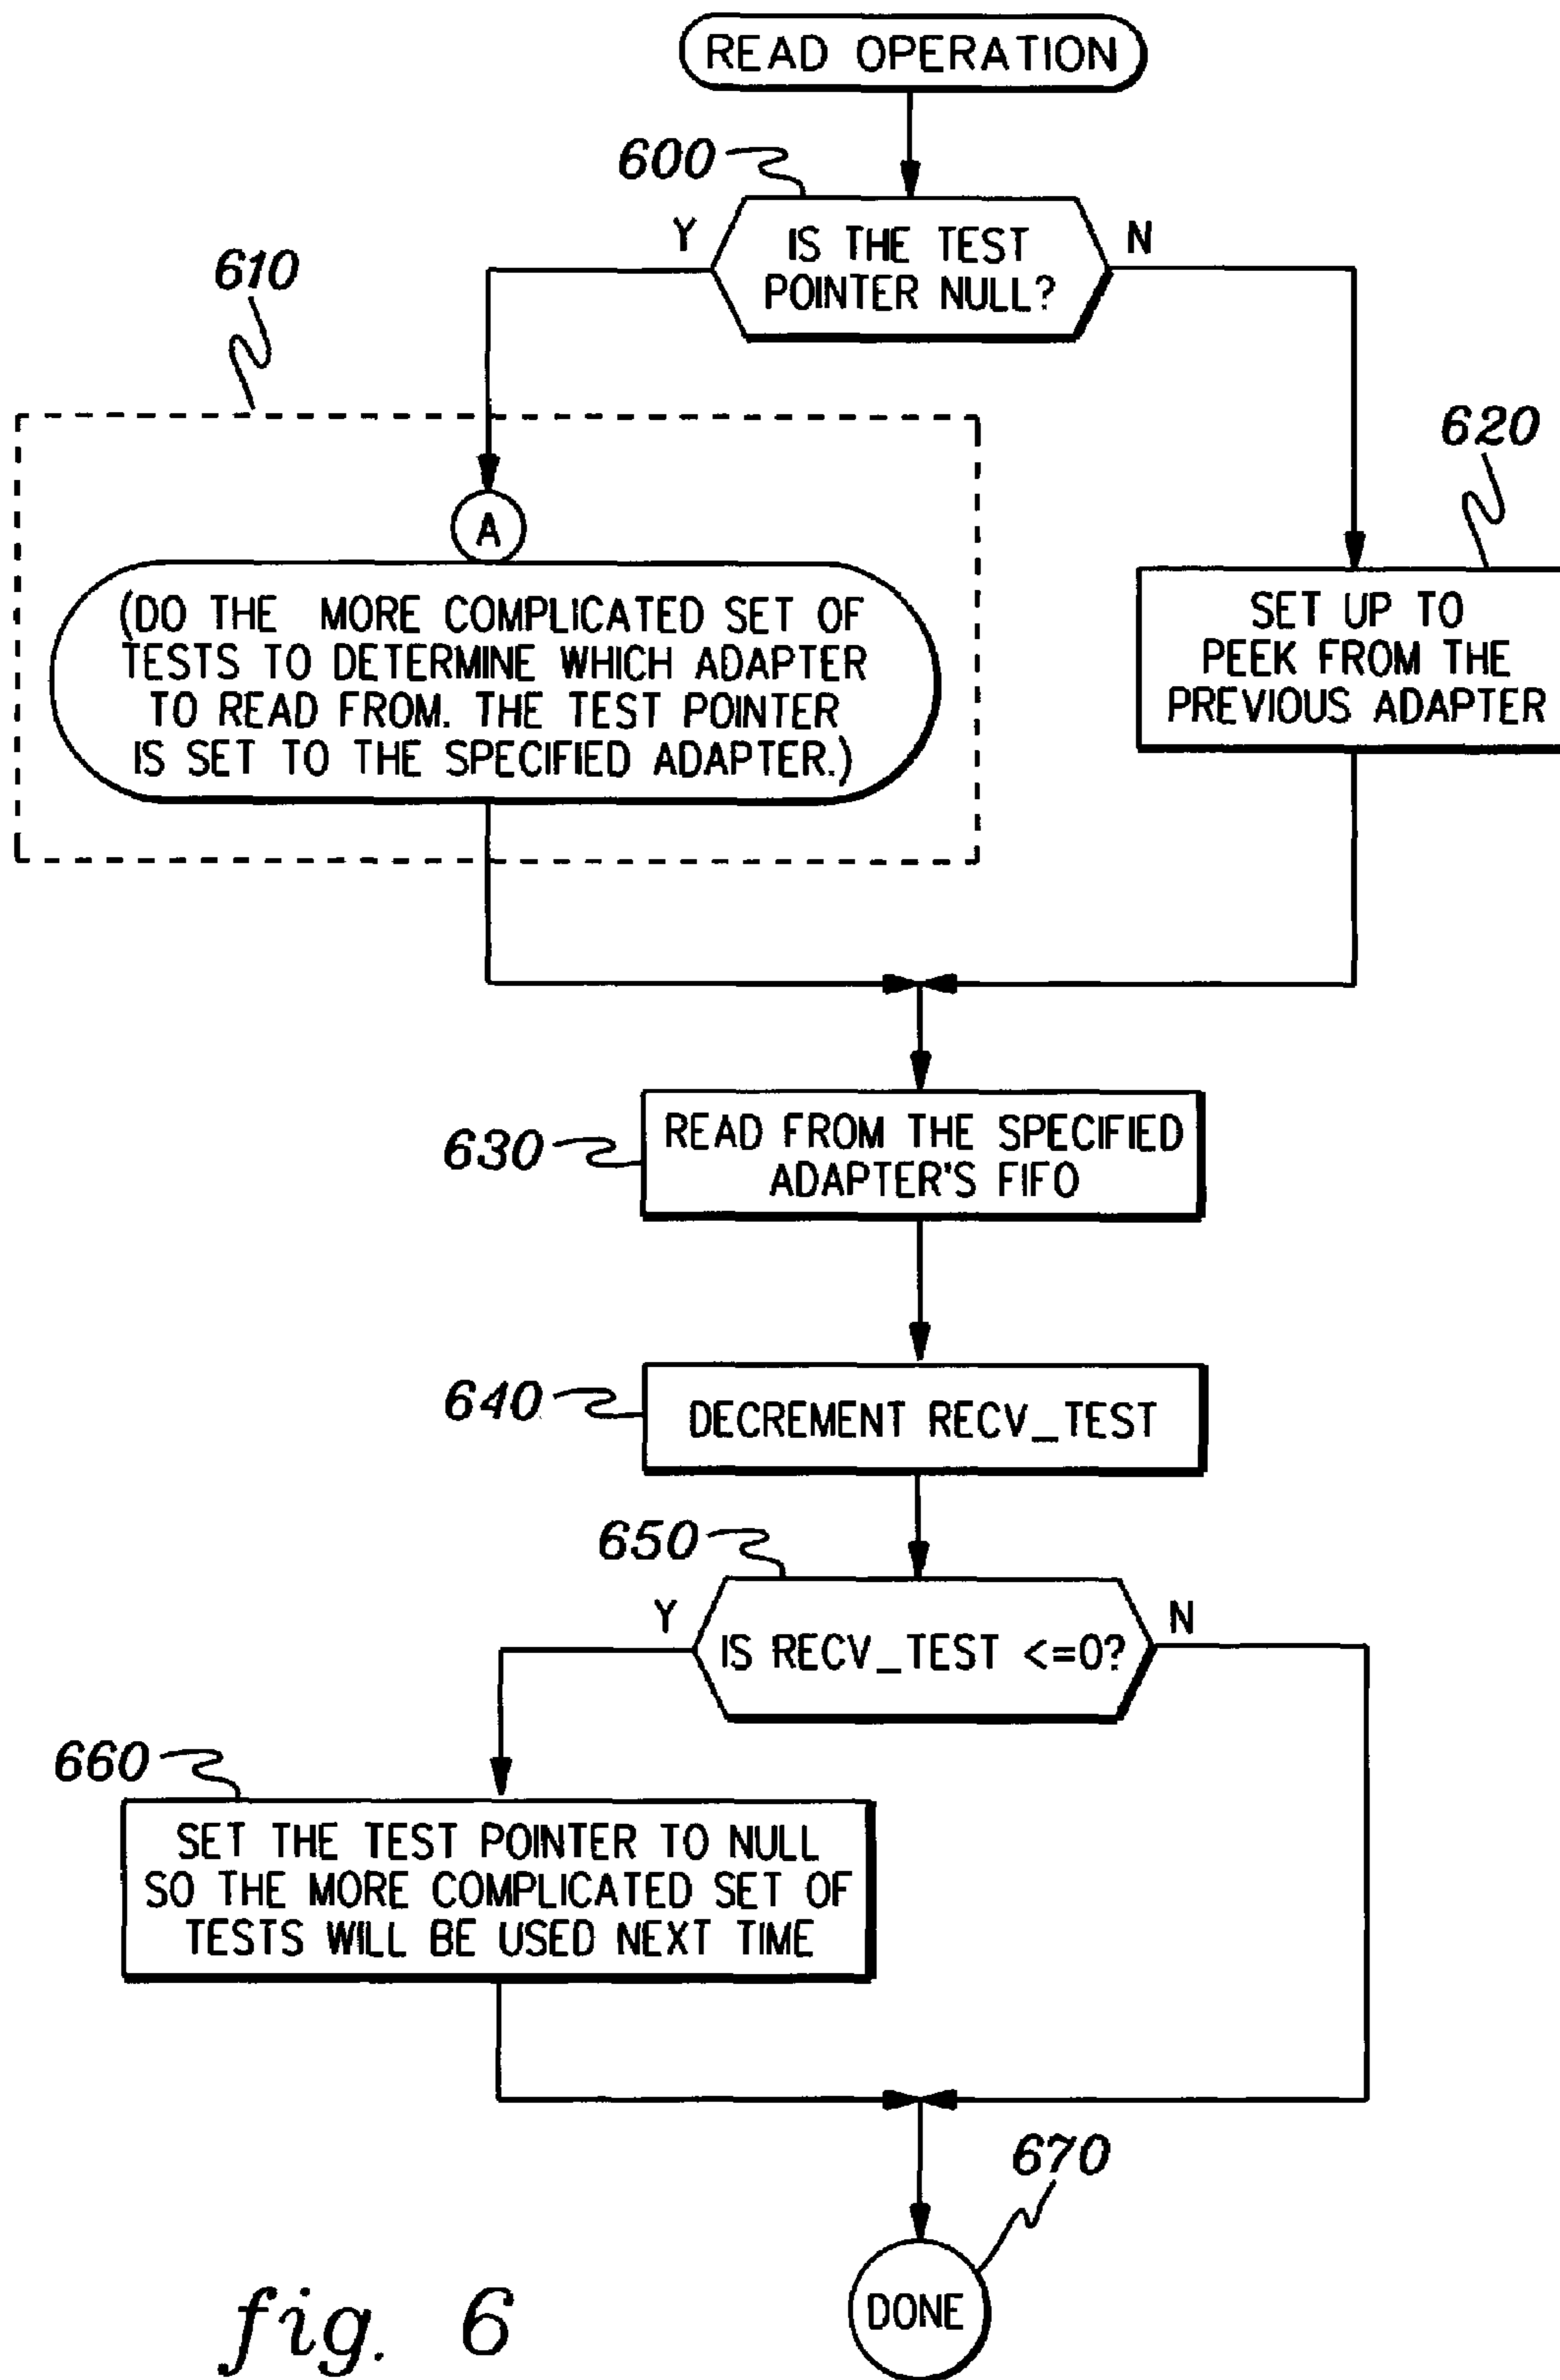 READ OPERATION
600
Y
IS THE TEST
POINTER NULL?
N
610
620
A
(DO THE MORE COMPLICATED SET OF
TESTS TO DETERMINE WHICH ADAPTER
TO READ FROM. THE TEST POINTER
IS SET TO THE SPECIFIED ADAPTER.)
SET UP TO
PEEK FROM THE
PREVIOUS ADAPTER
630
READ FROM THE SPECIFIED
ADAPTER'S FIFO
640
DECREMENT RECV_TEST
650
Y
IS RECV_TEST <=0?
N
660
SET THE TEST POINTER TO NULL
SO THE MORE COMPLICATED SET OF
TESTS WILL BE USED NEXT TIME
670
DONE
fig. 6